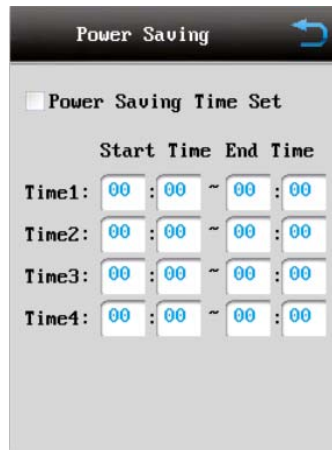 Power Saving
Power Saving Time Set
Start Time End Time
Time1: 00 : 00 ~ 00 : 00
Time2: 00 : 00 ~ 00 : 00
Time3: 00 : 00 ~ 00 : 00
Time4: 00 : 00 ~ 00 : 00